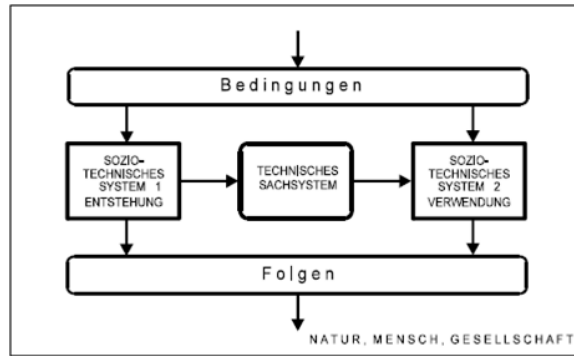 Bedingungen
SOZIO-
TECHNISCHES
SYSTEM 1
ENTSTEHUNG
TECHNISCHES
SACHSYSTEM
SOZIO-
TECHNISCHES
SYSTEM 2
VERWENDUNG
Folgen
NATUR, MENSCH, GESELLSCHAFT